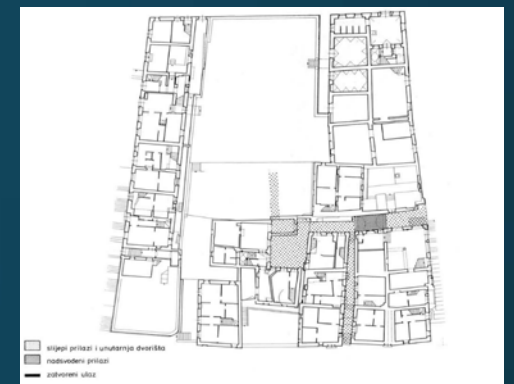 slijepi prilazi i unutarnja dvorišta
nadsvođeni prilazi
zatvoreni ulaz